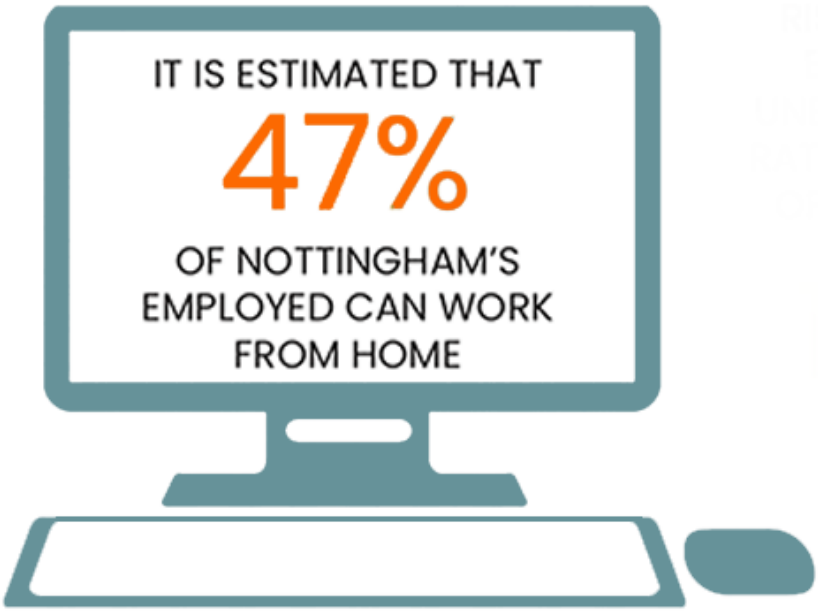 IT IS ESTIMATED THAT
47%
OF NOTTINGHAM’S
EMPLOYED CAN WORK
FROM HOME